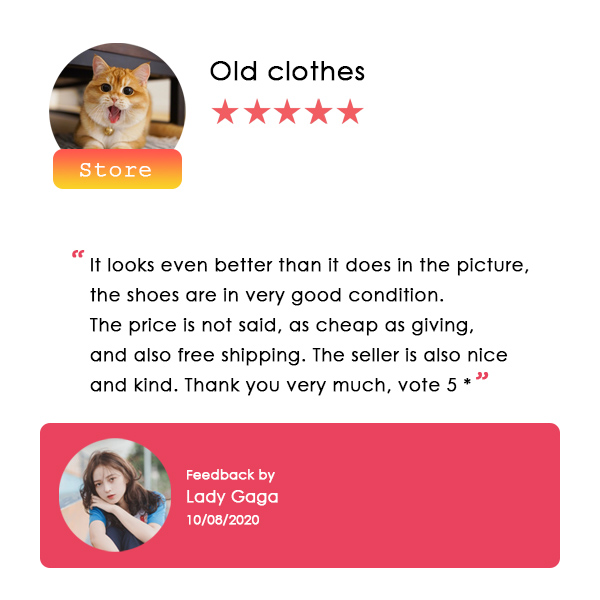 Old clothes
★★★★★
Store
“ It looks even better than it does in the picture,
the shoes are in very good condition.
The price is not said, as cheap as giving,
and also free shipping. The seller is also nice
and kind. Thank you very much, vote 5 * ”
Feedback by
Lady Gaga
10/08/2020